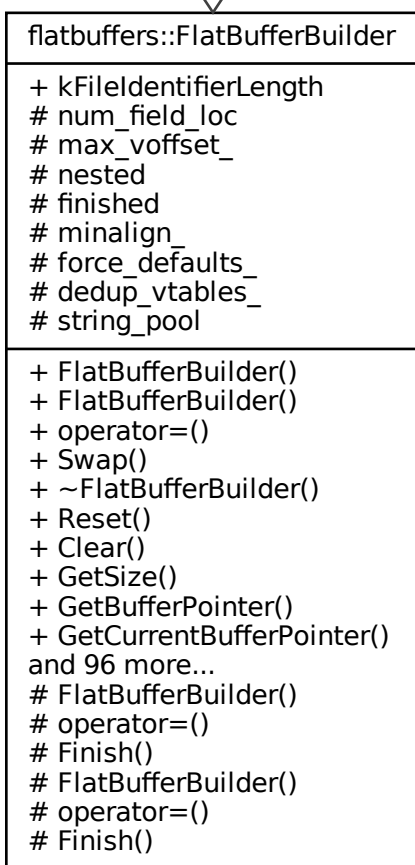 flatbuffers::FlatBufferBuilder
+ kFileIdentifierLength
# num_field_loc
# max_voffset_
# nested
# finished
# minalign_
# force_defaults_
# dedup_vtables_
# string_pool
+ FlatBufferBuilder()
+ FlatBufferBuilder()
+ operator=()
+ Swap()
+ ~FlatBufferBuilder()
+ Reset()
+ Clear()
+ GetSize()
+ GetBufferPointer()
+ GetCurrentBufferPointer()
and 96 more...
# FlatBufferBuilder()
# operator=()
# Finish()
# FlatBufferBuilder()
# operator=()
# Finish()